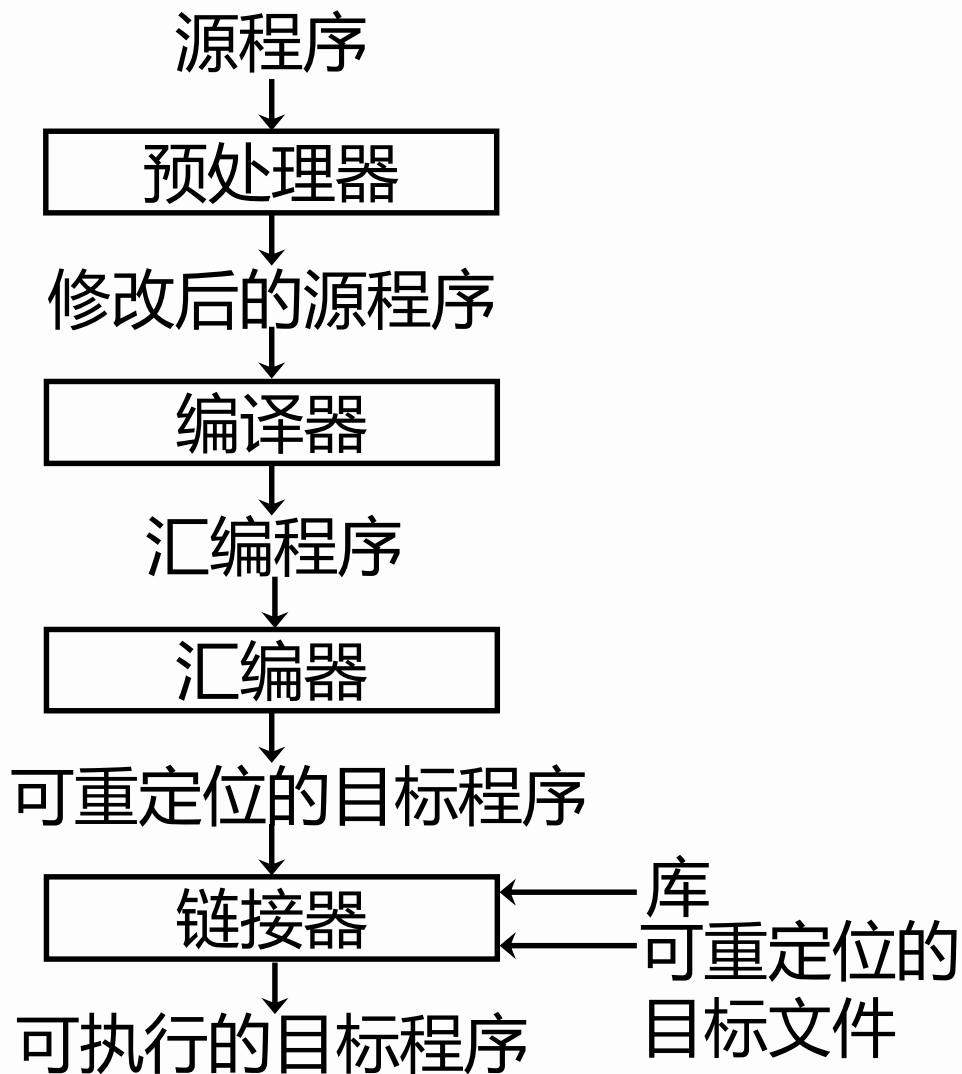 源程序
预处理器
修改后的源程序
编译器
汇编程序
汇编器
可重定位的目标程序
链接器
库
可重定位的
目标文件
可执行的目标程序